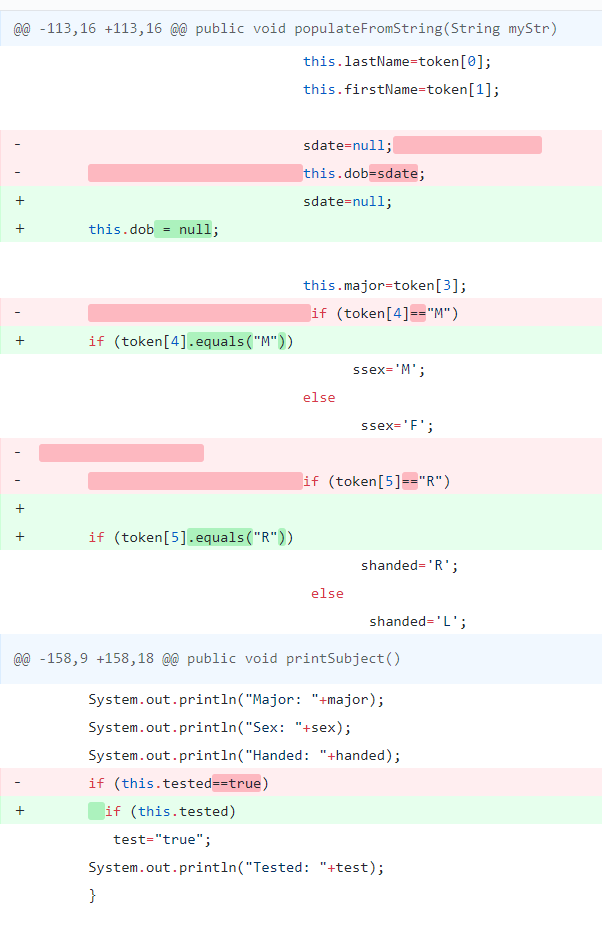 @@ -113,16 +113,16 @@ public void populateFromString(String myStr)
this.lastName=token[0];
this.firstName=token[1];
- sdate=null;
- this.dob=sdate;
+ sdate=null;
+ this.dob = null;
this.major=token[3];
- if (token[4]=="M")
+ if (token[4].equals("M"))
ssex='M';
else
ssex='F';
-
- if (token[5]=="R")
+
+ if (token[5].equals("R"))
shanded='R';
else
shanded='L';
@@ -158,9 +158,18 @@ public void printSubject()
System.out.println("Major: "+major);
System.out.println("Sex: "+sex);
System.out.println("Handed: "+handed);
- if (this.tested==true)
+ if (this.tested)
test="true";
System.out.println("Tested: "+test);
}